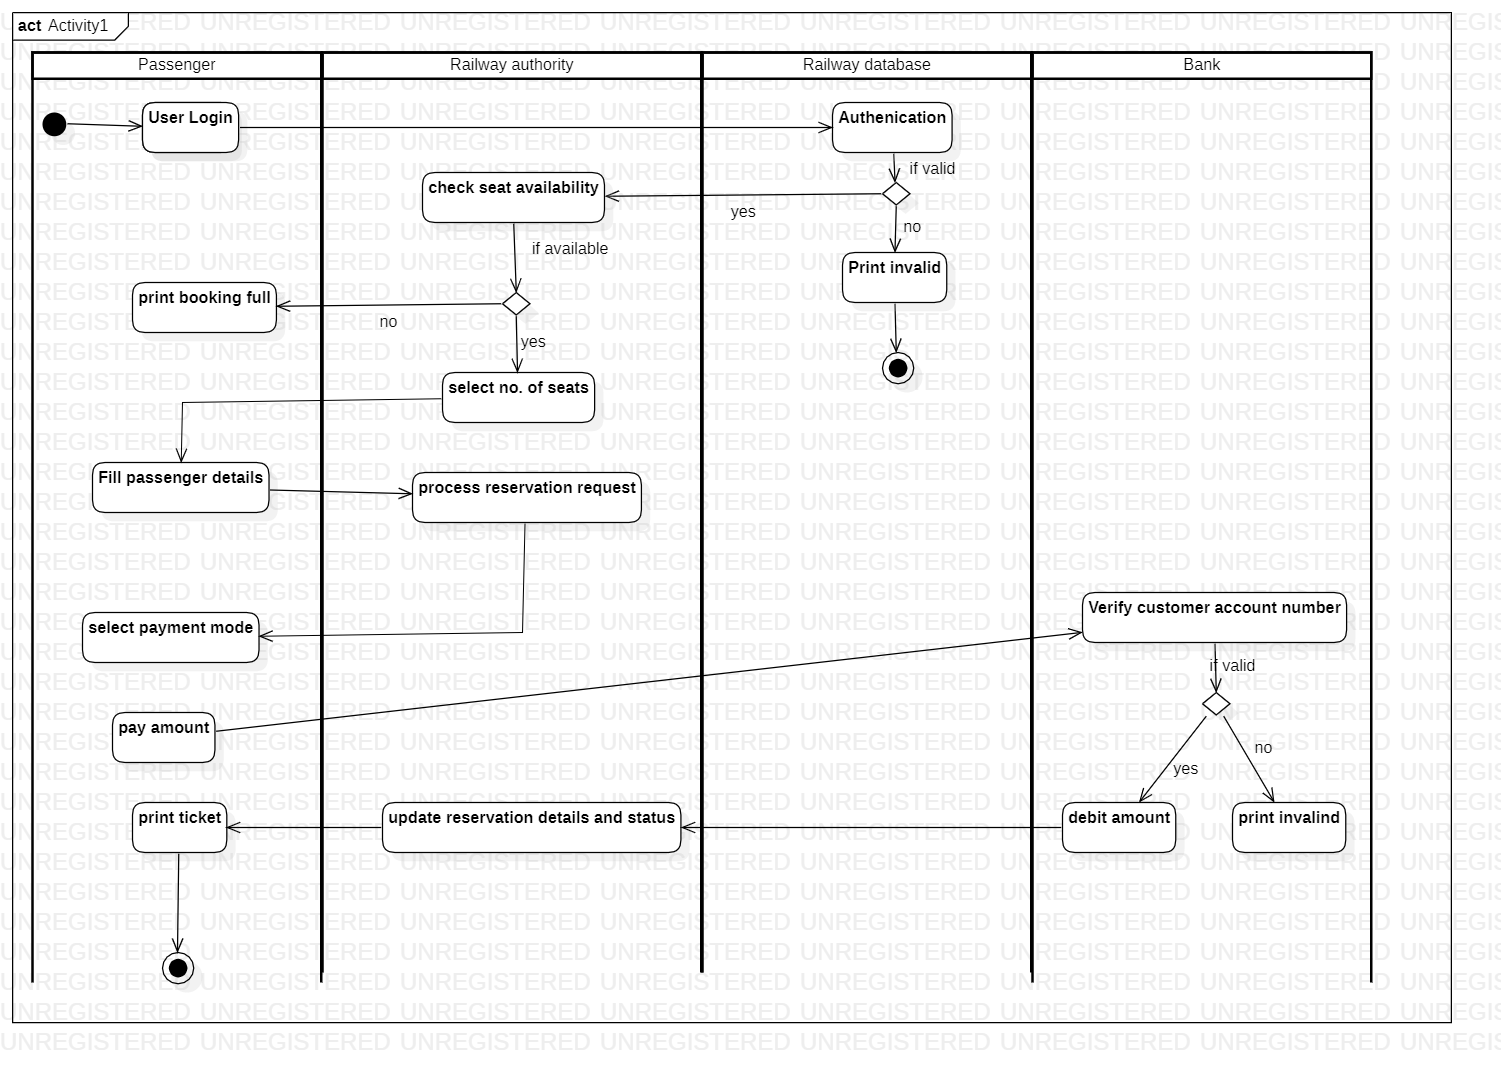 act Activity1
Passenger
Railway authority
Railway database
Bank
User Login
Authenication
if valid
check seat availability
yes
no
if available
Print invalid
print booking full
no
yes
select no. of seats
Fill passenger details
process reservation request
Verify customer account number
select payment mode
if valid
pay amount
no
yes
print ticket
update reservation details and status
debit amount
print invalind
UNREGISTERED